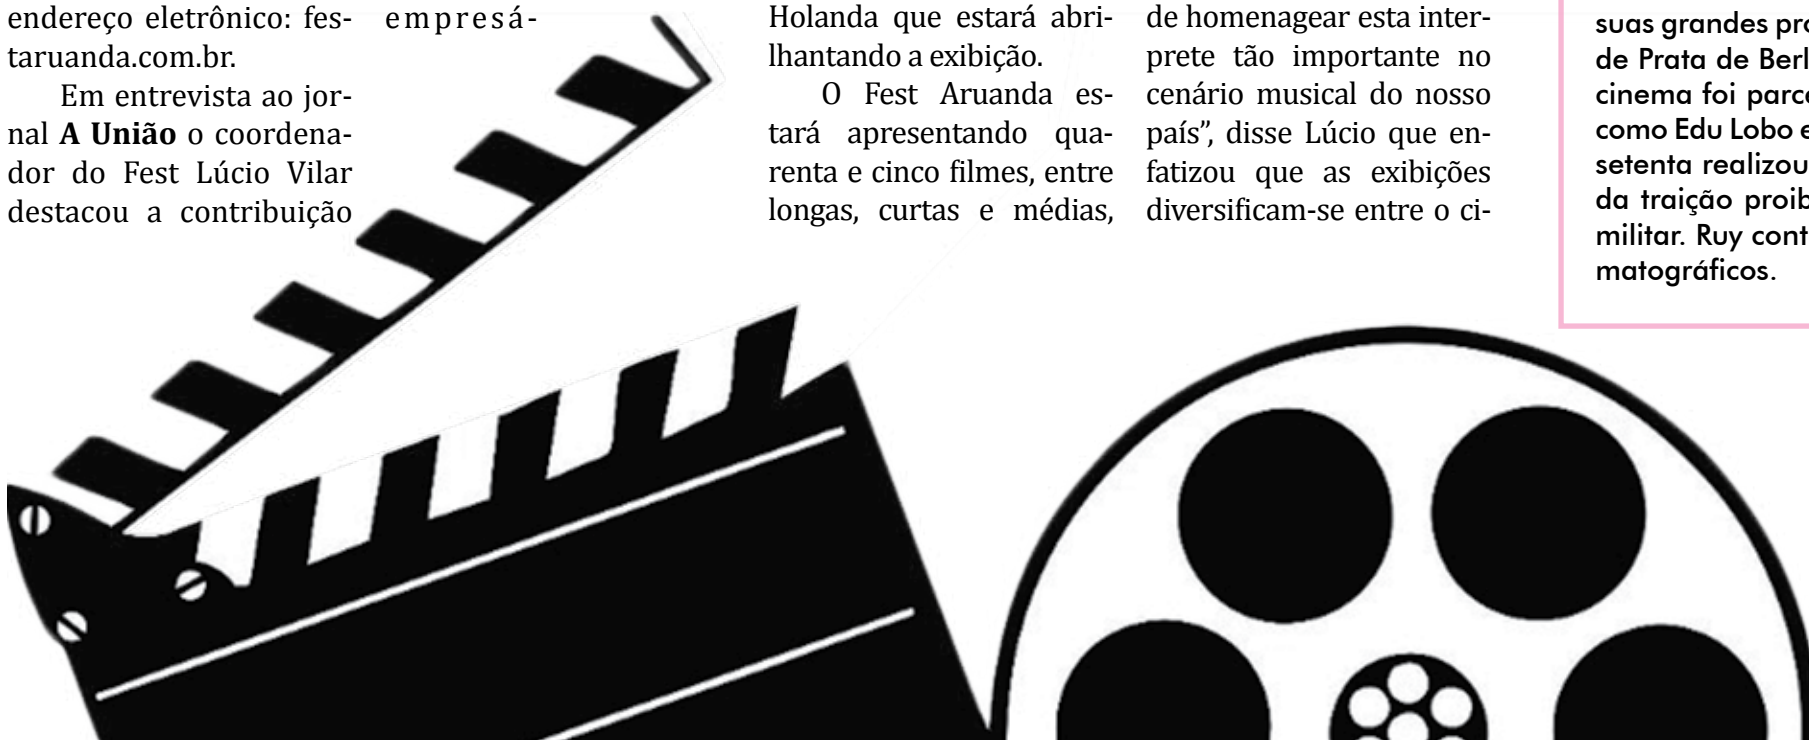 endereço eletrônico: fes-
taruanda.com.br.
Em entrevista ao jor-
nal A União o coordena-
dor do Fest Lúcio Vilar
destacou a contribuição
empresá-
Holanda que estará abri-
lhantando a exibição.
O Fest Aruanda es-
tará apresentando qua-
renta e cinco filmes, entre
longas, curtas e médias,
de homenagear esta inter-
prete tão importante no
cenário musical do nosso
país”, disse Lúcio que en-
fatizou que as exibições
diversificam-se entre o ci-
suas grandes pro
de Prata de Berl
cinema foi parce
como Edu Lobo e
setenta realizou
da traição proib
militar. Ruy cont
matográficos.